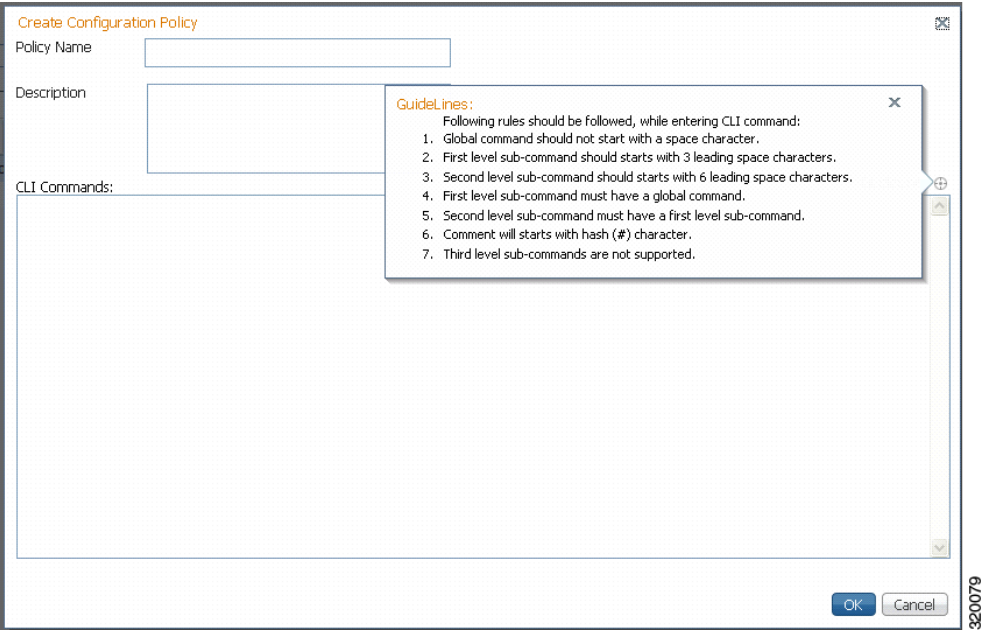 Create Configuration Policy
Policy Name
Description
GuideLines:
Following rules should be followed, while entering CLI command:
1. Global command should not start with a space character.
2. First level sub-command should starts with 3 leading space characters.
3. Second level sub-command should starts with 6 leading space characters.
4. First level sub-command must have a global command.
5. Second level sub-command must have a first level sub-command.
6. Comment will starts with hash (#) character.
7. Third level sub-commands are not supported.
CLI Commands:
OK
Cancel
320079